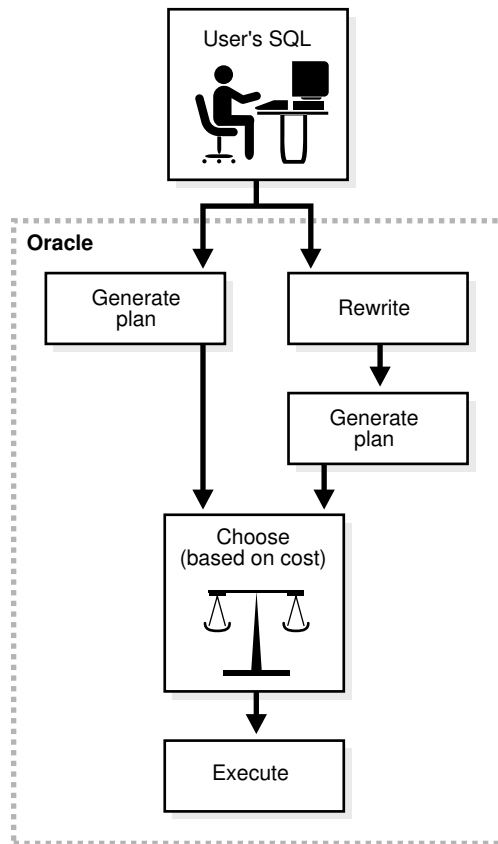 User's SQL
Oracle
Generate
plan
Rewrite
Generate
plan
Choose
(based on cost)
Execute